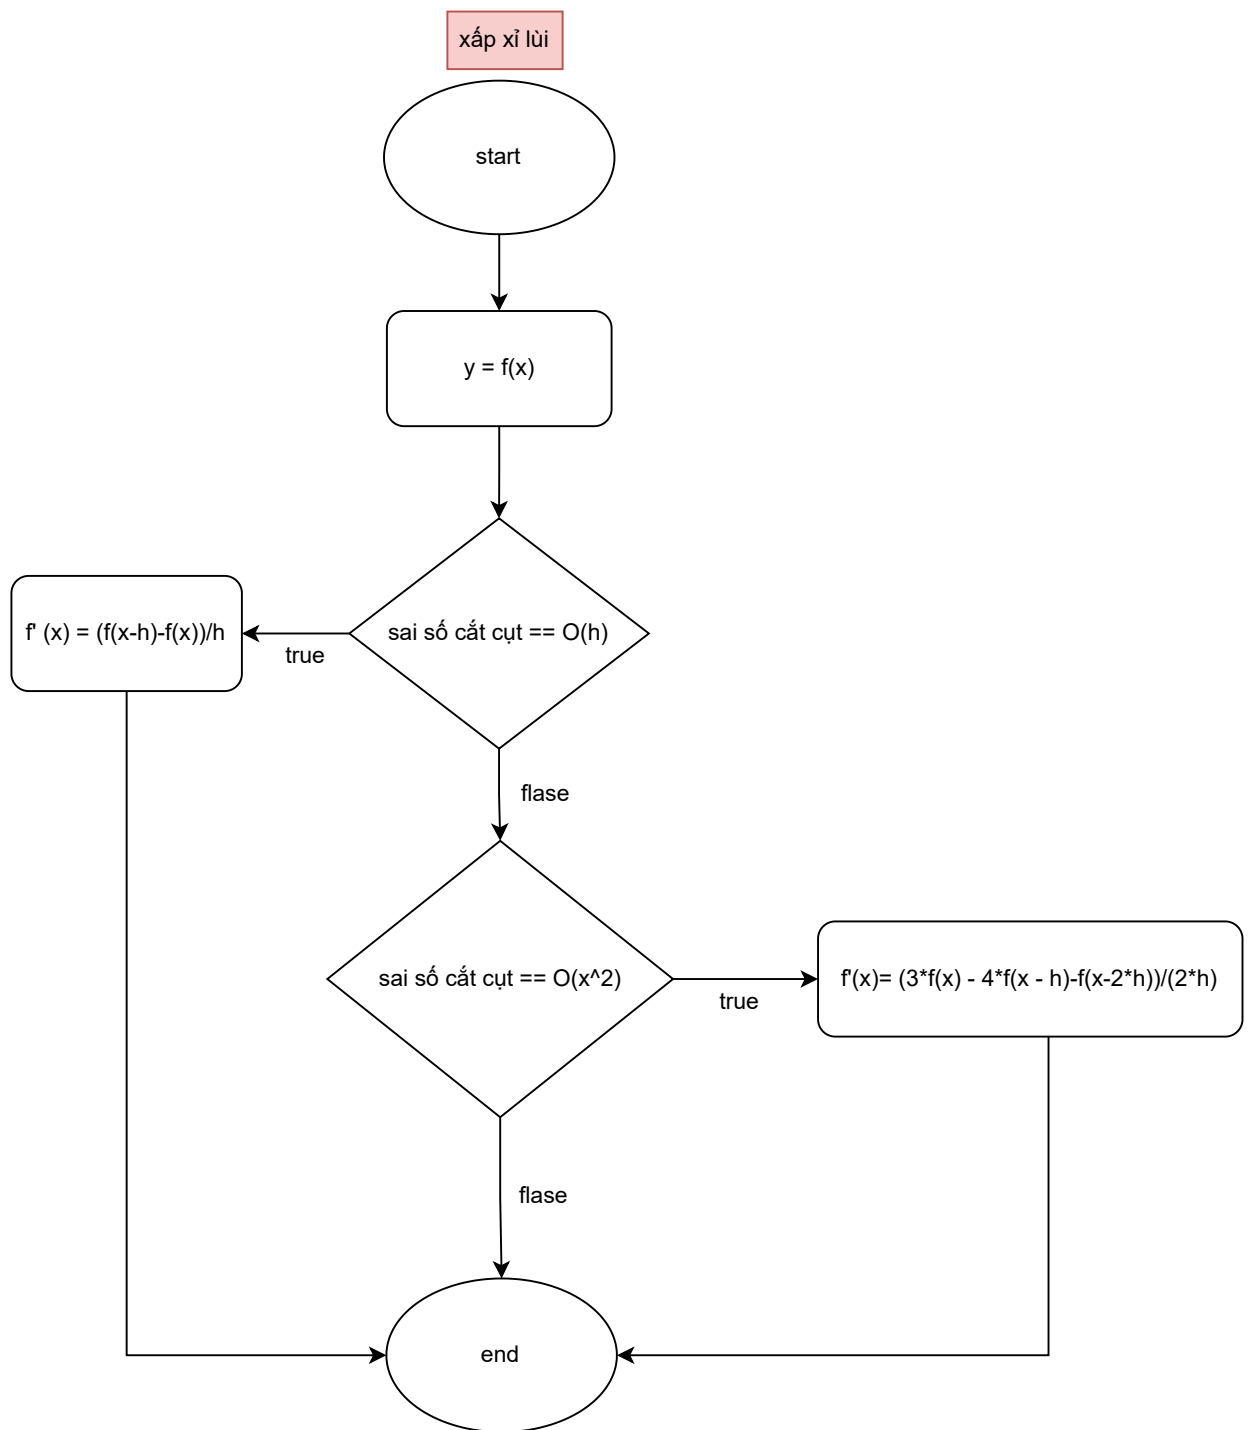 xấp xỉ lùi
start
y = f(x)
sai số cắt cụt == O(h)
true
f' (x) = (f(x-h)-f(x))/h
flase
sai số cắt cụt == O(x^2)
true
f'(x)= (3*f(x) - 4*f(x - h)-f(x-2*h))/(2*h)
flase
end